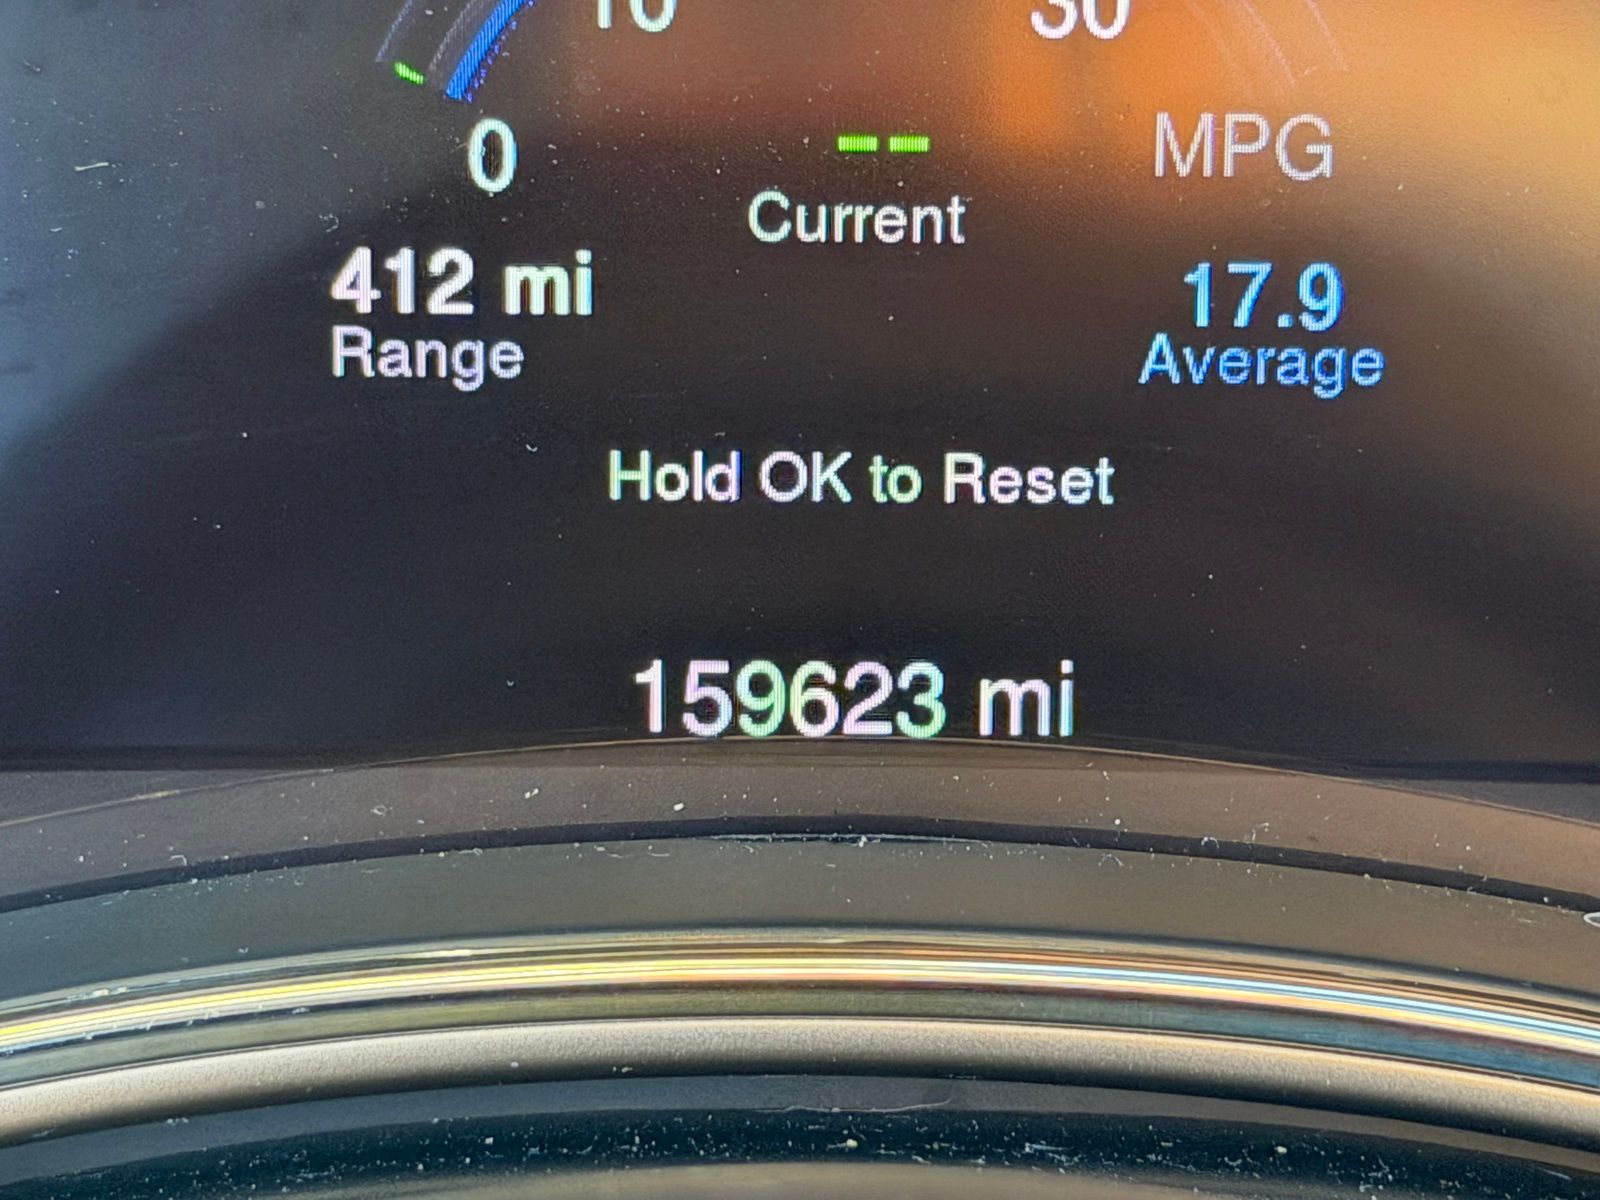 10 30
0 -- MPG
Current
412 mi 17.9
Range Average
Hold OK to Reset
159623 mi